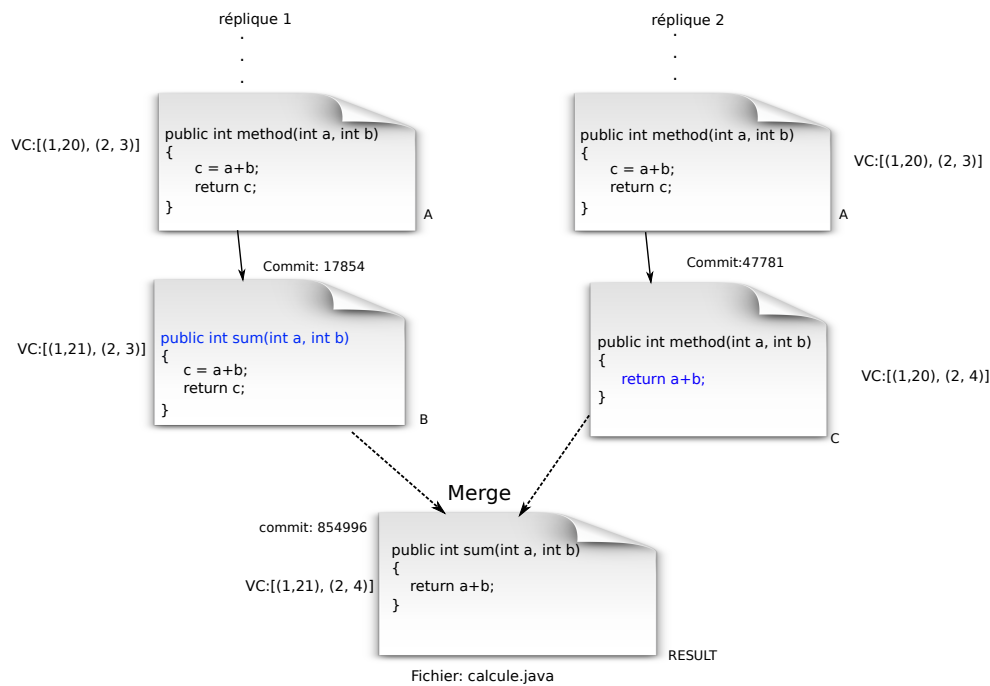 réplique 1
réplique 2
public int method(int a, int b)
{
c = a+b;
return c;
}
VC:[(1,20), (2, 3)]
A
public int method(int a, int b)
{
c = a+b;
return c;
}
VC:[(1,20), (2, 3)]
A
Commit: 17854
Commit:47781
public int sum(int a, int b)
{
c = a+b;
return c;
}
VC:[(1,21), (2, 3)]
B
public int method(int a, int b)
{
return a+b;
}
VC:[(1,20), (2, 4)]
C
Merge
commit: 854996
public int sum(int a, int b)
{
return a+b;
}
VC:[(1,21), (2, 4)]
RESULT
Fichier: calcule.java